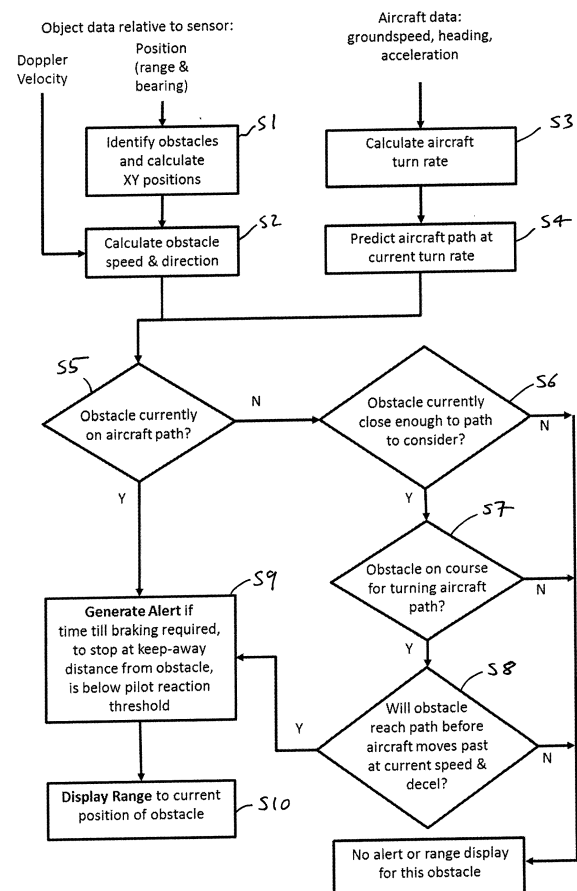 Object data relative to sensor:
Doppler
Velocity
Position
(range &
bearing)
Aircraft data:
groundspeed, heading,
acceleration
S1
Identify obstacles
and calculate
XY positions
S3
Calculate aircraft
turn rate
S2
Calculate obstacle
speed & direction
S4
Predict aircraft path at
current turn rate
S5
Obstacle currently
on aircraft path?
N
Y
S6
Obstacle currently
close enough to path
to consider?
N
Y
S7
Obstacle on course
for turning aircraft
path?
N
Y
S8
Will obstacle
reach path before
aircraft moves past
at current speed &
decel?
N
Y
S9
Generate Alert if
time till braking required,
to stop at keep-away
distance from obstacle,
is below pilot reaction
threshold
S10
Display Range to current
position of obstacle
No alert or range display
for this obstacle